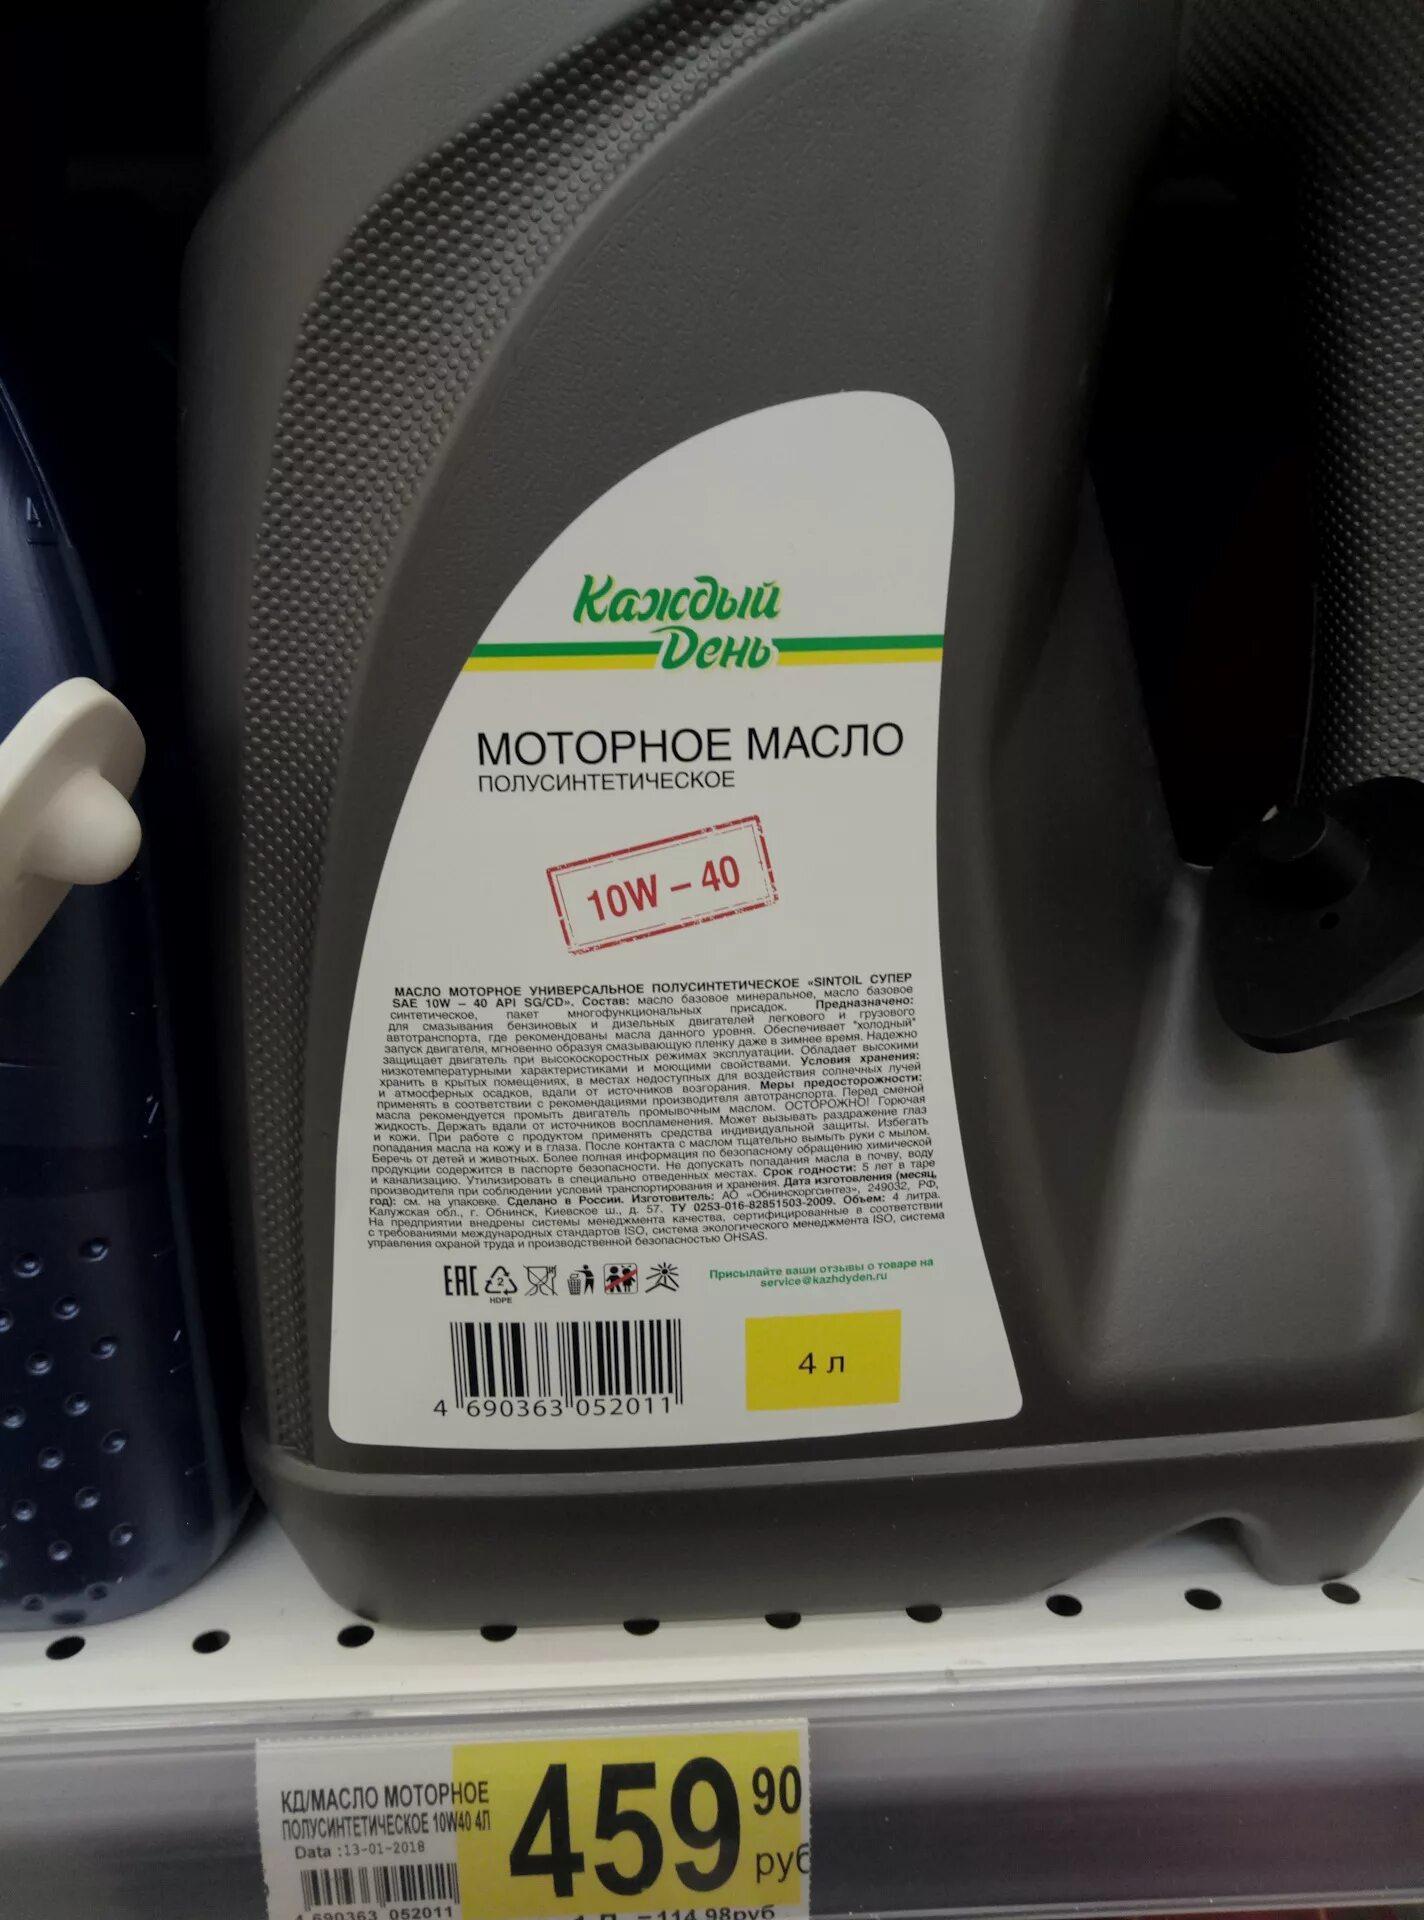 Каждый
День
МОТОРНОЕ МАСЛО
ПОЛУСИНТЕТИЧЕСКОЕ
10W – 40
МАСЛО МОТОРНОЕ УНИВЕРСАЛЬНОЕ ПОЛУСИНТЕТИЧЕСКОЕ «SINTOIL СУПЕР
SAE 10W – 40 API SG/CD». Состав: масло базовое минеральное, масло базовое
синтетическое, пакет многофункциональных присадок. Предназначено:
для смазывания бензиновых и дизельных двигателей легкового и грузового
автотранспорта, где рекомендованы масла данного уровня. Обеспечивает "холодный"
запуск двигателя, мгновенно образуя смазывающую пленку даже в зимнее время. Надежно
защищает двигатель при высокоскоростных режимах эксплуатации. Обладает высокими
низкотемпературными характеристиками и моющими свойствами. Условия хранения:
хранить в крытых помещениях, в местах недоступных для воздействия солнечных лучей
и атмосферных осадков, вдали от источников возгорания. Меры предосторожности:
применять в соответствии с рекомендациями производителя автотранспорта. Перед сменой
масла рекомендуется промыть двигатель промывочным маслом. ОСТОРОЖНО! Горючая
жидкость. Держать вдали от источников воспламенения. Может вызывать раздражение глаз
и кожи. При работе с продуктом применять средства индивидуальной защиты. Избегать
попадания масла на кожу и в глаза. После контакта с маслом тщательно вымыть руки с мылом.
Беречь от детей и животных. Более полная информация по безопасному обращению химической
продукции содержится в паспорте безопасности. Не допускать попадания масла в почву, воду
и канализацию. Утилизировать в специально отведенных местах. Срок годности: 5 лет в таре
производителя при соблюдении условий транспортирования и хранения. Дата изготовления (месяц,
год): см. на упаковке. Сделано в России. Изготовитель: АО «Обнинскоргсинтез», 249032, РФ,
Калужская обл., г. Обнинск, Киевское ш., д. 57. ТУ 0253-016-82851503-2009. Объем: 4 литра.
На предприятии внедрены системы менеджмента качества, сертифицированные в соответствии
с требованиями международных стандартов ISO, система экологического менеджмента ISO, система
управления охраной труда и производственной безопасностью OHSAS.
EAC 2
HDPE
Присылайте ваши отзывы о товаре на
service@kazhdyden.ru
4 690363 052011
4 л
КД/МАСЛО МОТОРНОЕ
ПОЛУСИНТЕТИЧЕСКОЕ 10W40 4Л
Data :13-01-2018
459 90
руб
4 690363 052011
1 Л =114.98руб